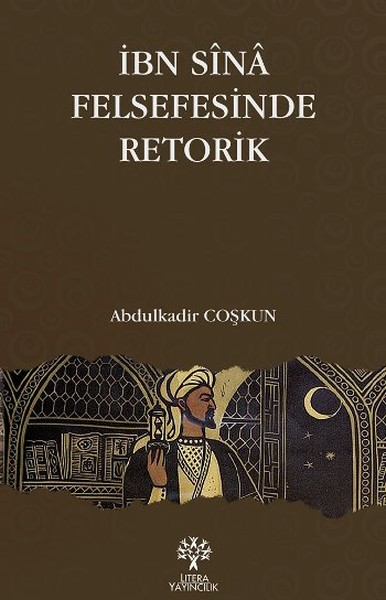 İBN SÎNÂ
FELSEFESİNDE
RETORİK
Abdulkadir COŞKUN
LITERA
YAYINCILIK